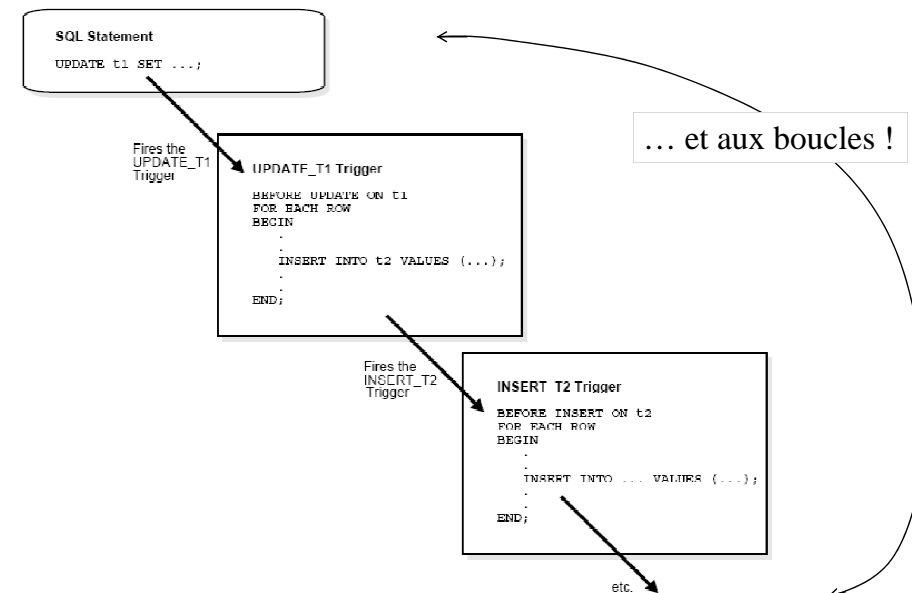 SQL Statement
UPDATE t1 SET ...;
… et aux boucles !
Fires the
UPDATE_T1
Trigger
UPDATE_T1 Trigger
BEFORE UPDATE ON t1
FOR EACH ROW
BEGIN
.
.
INSERT INTO t2 VALUES (...);
.
.
END;
Fires the
INSERT_T2
Trigger
INSERT_T2 Trigger
BEFORE INSERT ON t2
FOR EACH ROW
BEGIN
.
.
INSERT INTO ... VALUES (...);
.
.
END;
etc.